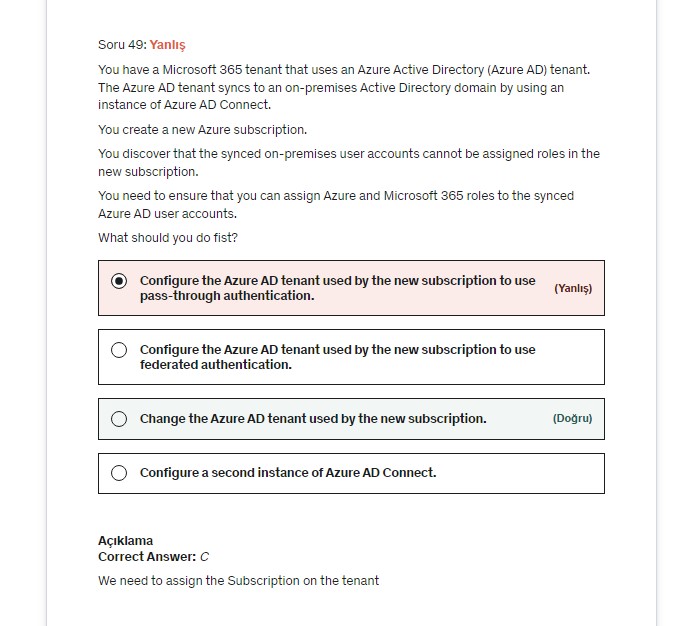 Soru 49: Yanlış
You have a Microsoft 365 tenant that uses an Azure Active Directory (Azure AD) tenant.
The Azure AD tenant syncs to an on-premises Active Directory domain by using an
instance of Azure AD Connect.
You create a new Azure subscription.
You discover that the synced on-premises user accounts cannot be assigned roles in the
new subscription.
You need to ensure that you can assign Azure and Microsoft 365 roles to the synced
Azure AD user accounts.
What should you do fist?
Configure the Azure AD tenant used by the new subscription to use
pass-through authentication.
(Yanlış)
Configure the Azure AD tenant used by the new subscription to use
federated authentication.
Change the Azure AD tenant used by the new subscription.
(Doğru)
Configure a second instance of Azure AD Connect.
Açıklama
Correct Answer: C
We need to assign the Subscription on the tenant